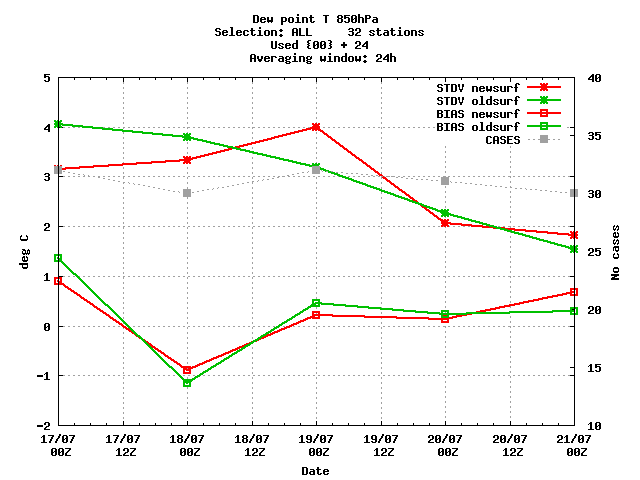 Dew point T 850hPa
Selection: ALL     32 stations
Used {00} + 24
Averaging window: 24h
STDV newsurf
STDV oldsurf
BIAS newsurf
BIAS oldsurf
CASES
5
4
3
2
1
0
-1
-2
deg C
40
35
30
25
20
15
10
No cases
17/07 17/07 18/07 18/07 19/07 19/07 20/07 20/07 21/07
00Z 12Z 00Z 12Z 00Z 12Z 00Z 12Z 00Z
Date